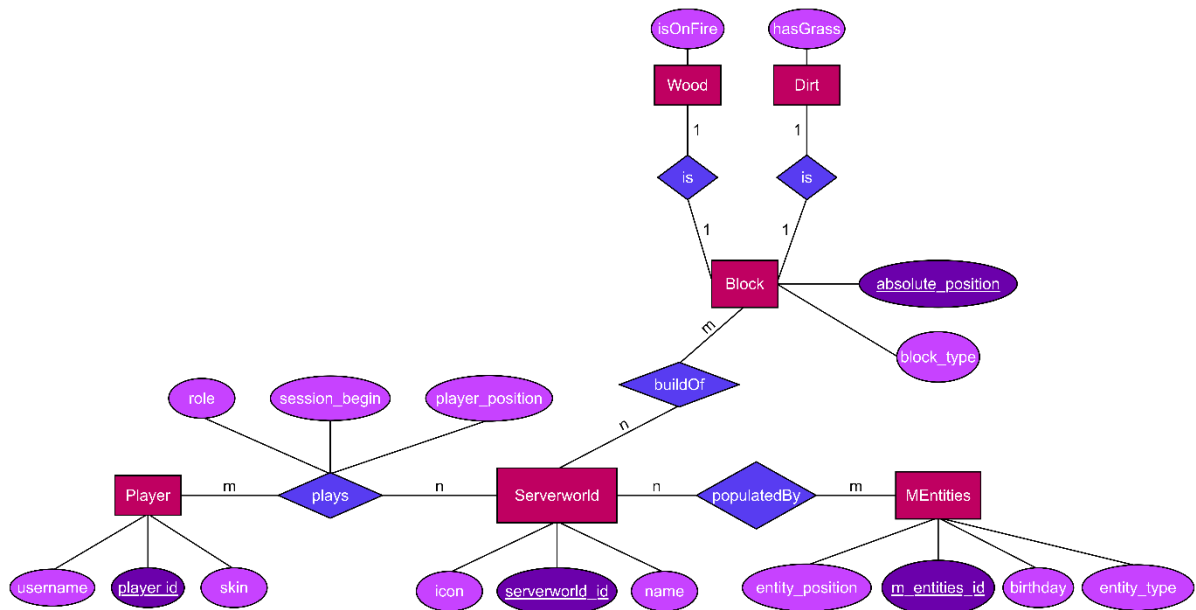 isOnFire
hasGrass
Wood
Dirt
1
1
is
is
1
1
Block
absolute_position
m
block_type
buildOf
role
session_begin
player_position
n
Player
m
plays
n
Serverworld
n
populatedBy
m
MEntities
username
player id
skin
icon
serverworld_id
name
entity_position
m_entities_id
birthday
entity_type